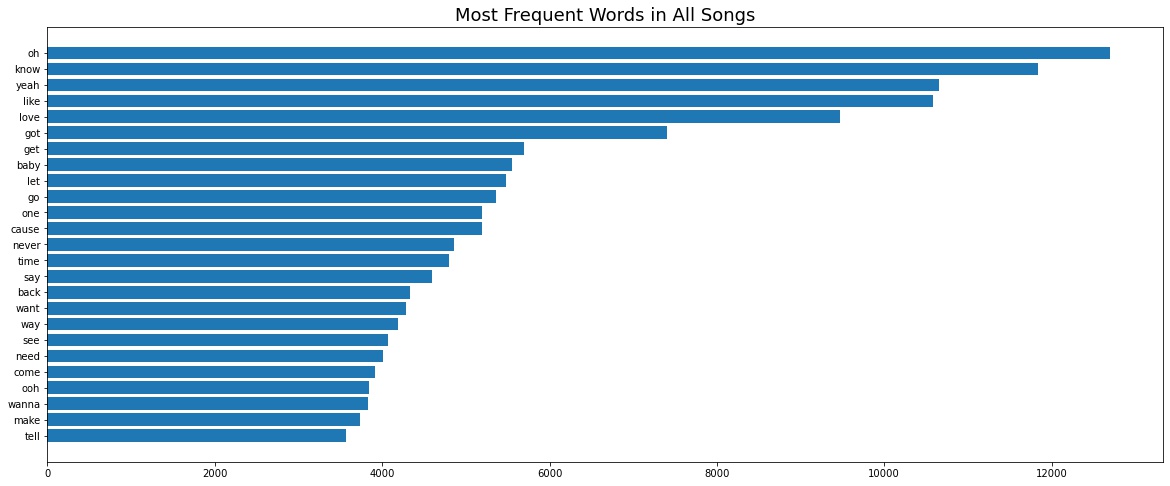 Most Frequent Words in All Songs
oh
know
yeah
like
love
got
get
baby
let
go
one
cause
never
time
say
back
want
way
see
need
come
ooh
wanna
make
tell
0 2000 4000 6000 8000 10000 12000